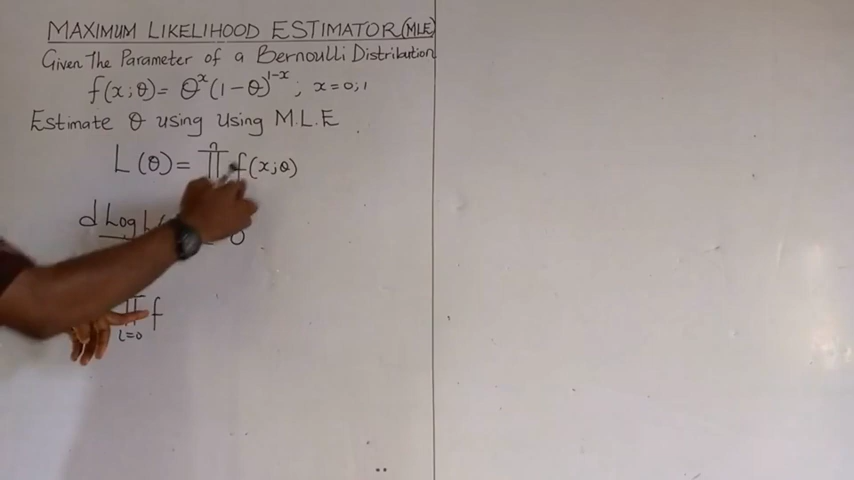 MAXIMUM LIKELIHOOD ESTIMATOR (MLE)
Given The Parameter of a Bernoulli Distribution
f(x;θ) = θ^x (1-θ)^{1-x} ; x=0,1
Estimate θ using using M.L.E
L(θ) = ∏^n f(x;θ)
d Log L( 0
∏ f
i=0